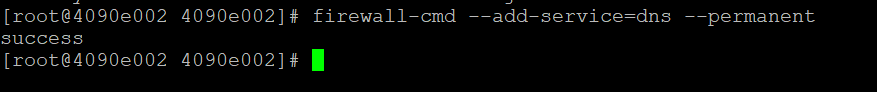 [root@4090e002 4090e002]# firewall-cmd --add-service=dns --permanent
success
[root@4090e002 4090e002]#